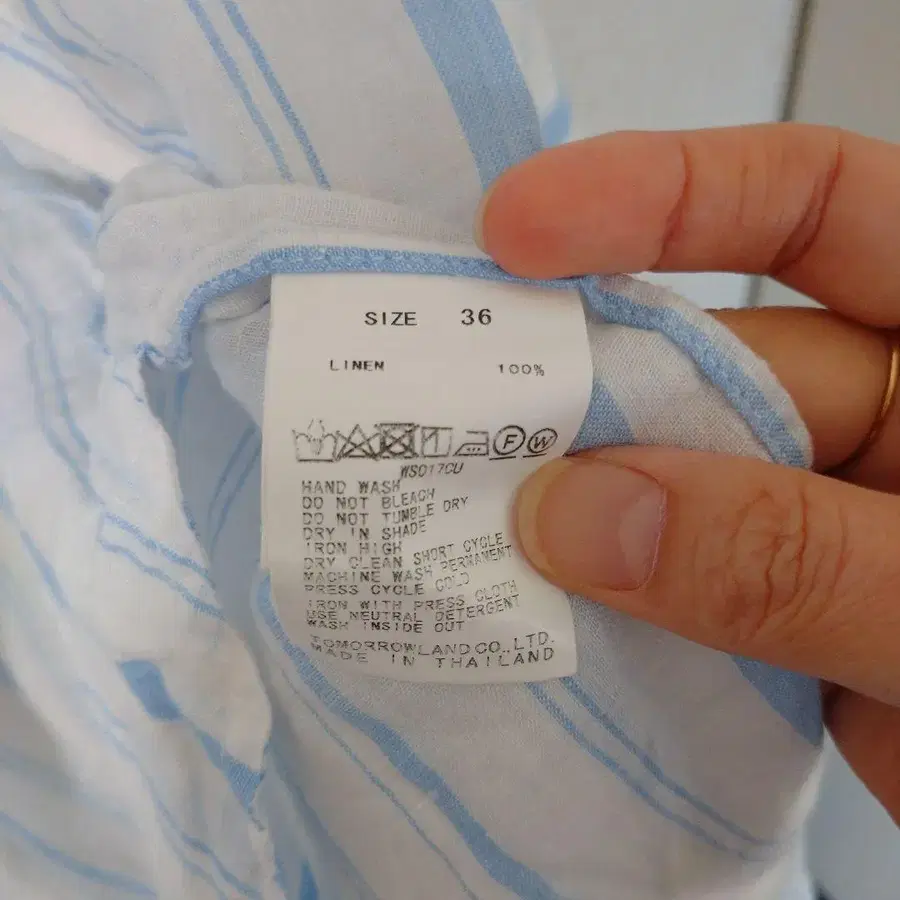 SIZE 36
LINEN 100%
F W
WS017CU
HAND WASH
DO NOT BLEACH
DO NOT TUMBLE DRY
DRY IN SHADE
IRON HIGH
DRY CLEAN SHORT CYCLE
MACHINE WASH PERMANENT
PRESS CYCLE COLD
IRON WITH PRESS CLOTH
USE NEUTRAL DETERGENT
WASH INSIDE OUT
TOMORROWLAND CO.,LTD.
MADE IN THAILAND